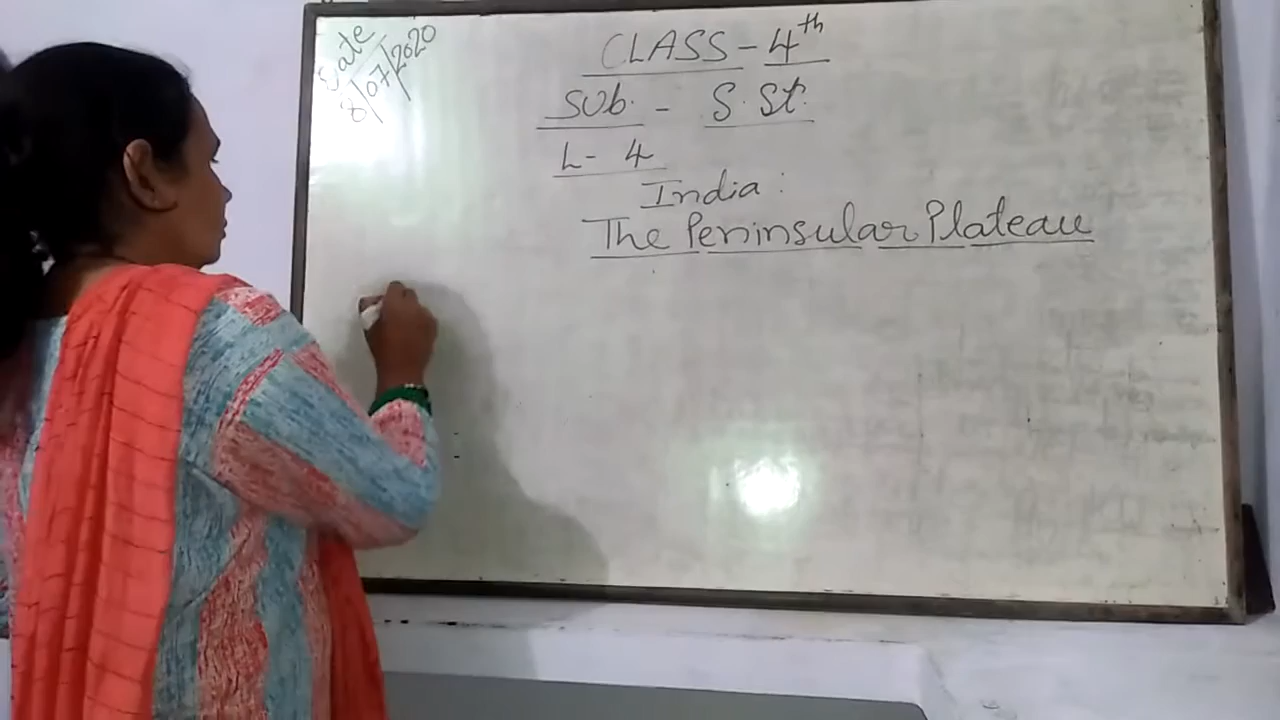 Date
8/07/2020
CLASS - 4th
Sub. - S.St.
L - 4
India:
The Peninsular Plateau